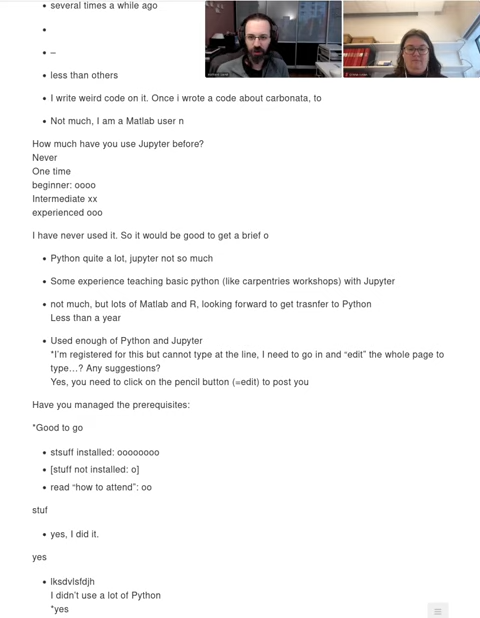 several times a while ago
–
less than others
I write weird code on it. Once i wrote a code about carbonata, to
Not much, I am a Matlab user n
How much have you use Jupyter before?
Never
One time
beginner: oooo
Intermediate xx
experienced ooo
I have never used it. So it would be good to get a brief o
Python quite a lot, jupyter not so much
Some experience teaching basic python (like carpentries workshops) with Jupyter
not much, but lots of Matlab and R, looking forward to get trasnfer to Python
Less than a year
Used enough of Python and Jupyter
*I’m registered for this but cannot type at the line, I need to go in and “edit” the whole page to
type…? Any suggestions?
Yes, you need to click on the pencil button (=edit) to post you
Have you managed the prerequisites:
*Good to go
stsuff installed: oooooooo
[stuff not installed: o]
read “how to attend”: oo
stuf
yes, I did it.
yes
lksdvlsfdjh
I didn’t use a lot of Python
*yes